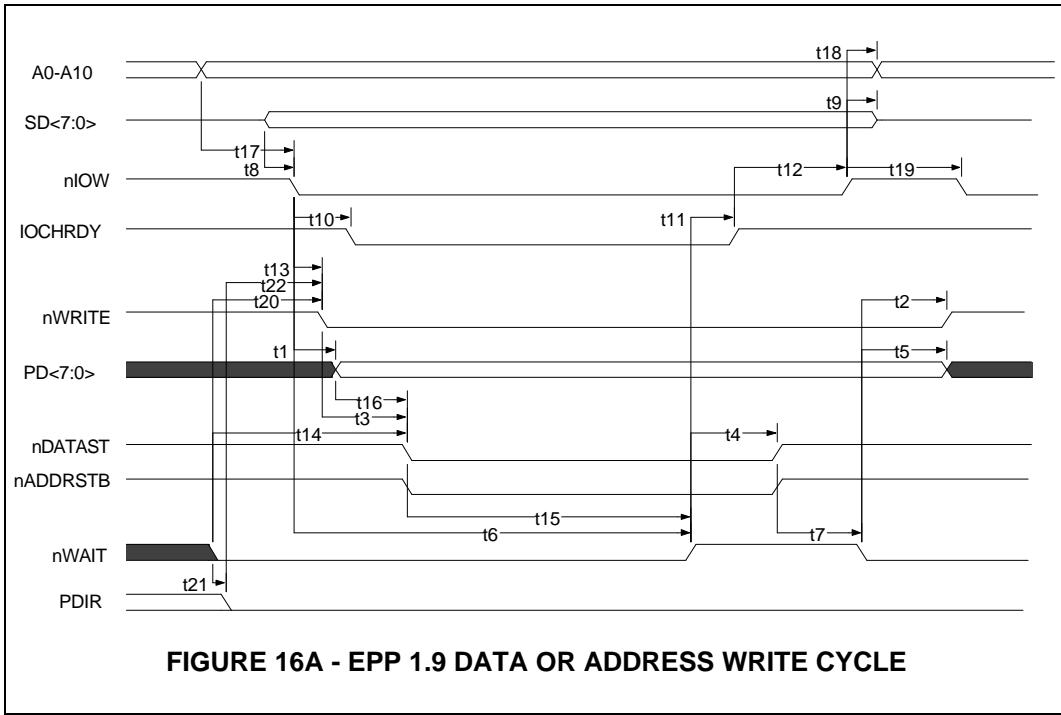 t18
A0-A10
t9
SD<7:0>
t17
t8
t12
t19
nIOW
t10
t11
IOCHRDY
t13
t22
t20
t2
nWRITE
t1
t5
PD<7:0>
t16
t3
t14
t4
nDATAST
nADDRSTB
t15
t6
t7
nWAIT
t21
PDIR
FIGURE 16A - EPP 1.9 DATA OR ADDRESS WRITE CYCLE